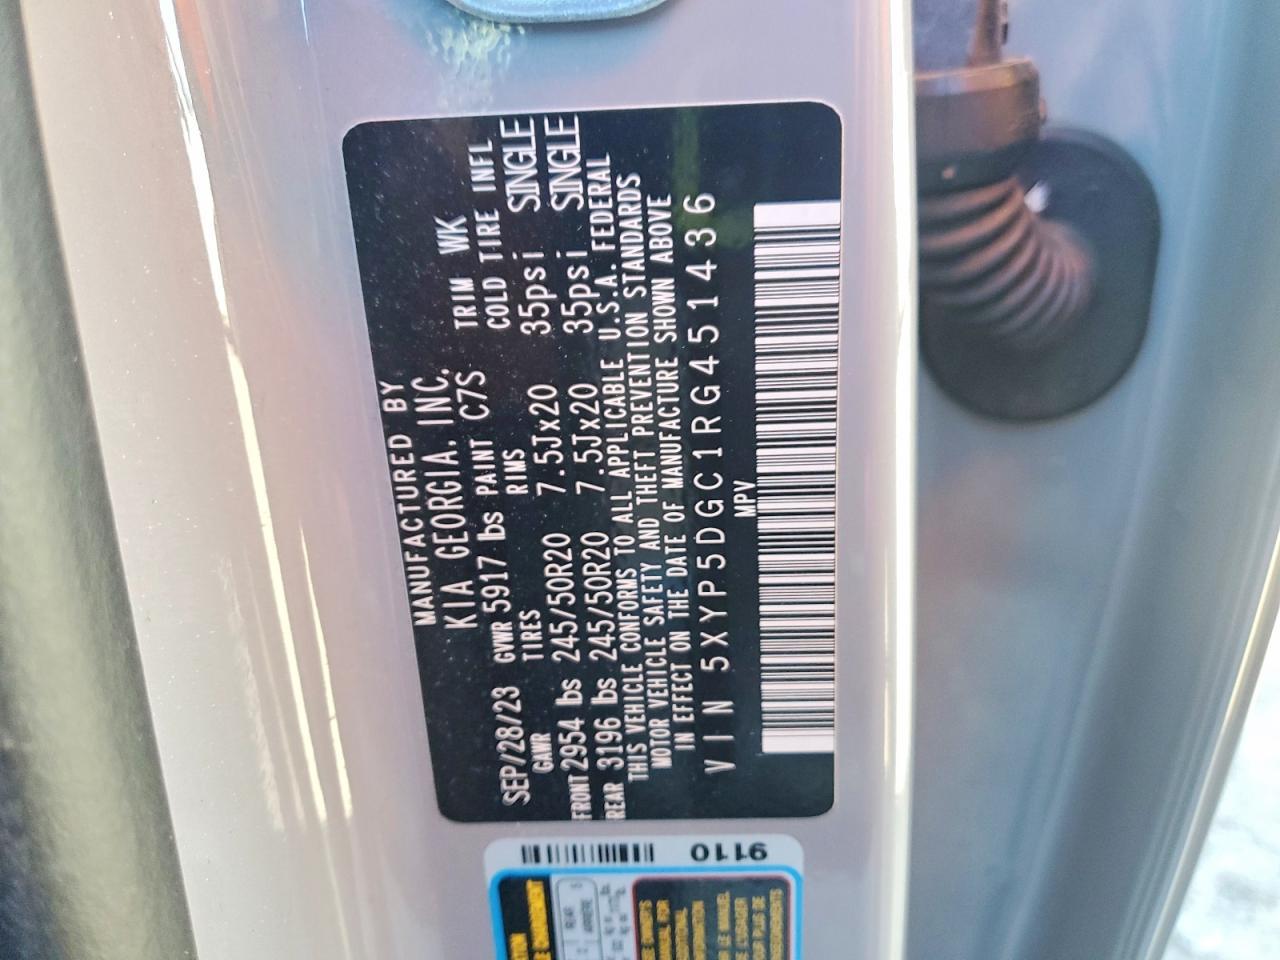 MANUFACTURED BY
KIA GEORGIA. INC.
SEP/28/23 GVWR 5917 lbs PAINT C7S TRIM WK
GAWR TIRES RIMS COLD TIRE INFL
FRONT 2954 lbs 245/50R20 7.5Jx20 35psi SINGLE
REAR 3196 lbs 245/50R20 7.5Jx20 35psi SINGLE
THIS VEHICLE CONFORMS TO ALL APPLICABLE U.S.A. FEDERAL
MOTOR VEHICLE SAFETY AND THEFT PREVENTION STANDARDS
IN EFFECT ON THE DATE OF MANUFACTURE SHOWN ABOVE
VIN 5XYP5DGC1RG451436
MPV
9110
REAR
ARRIERE